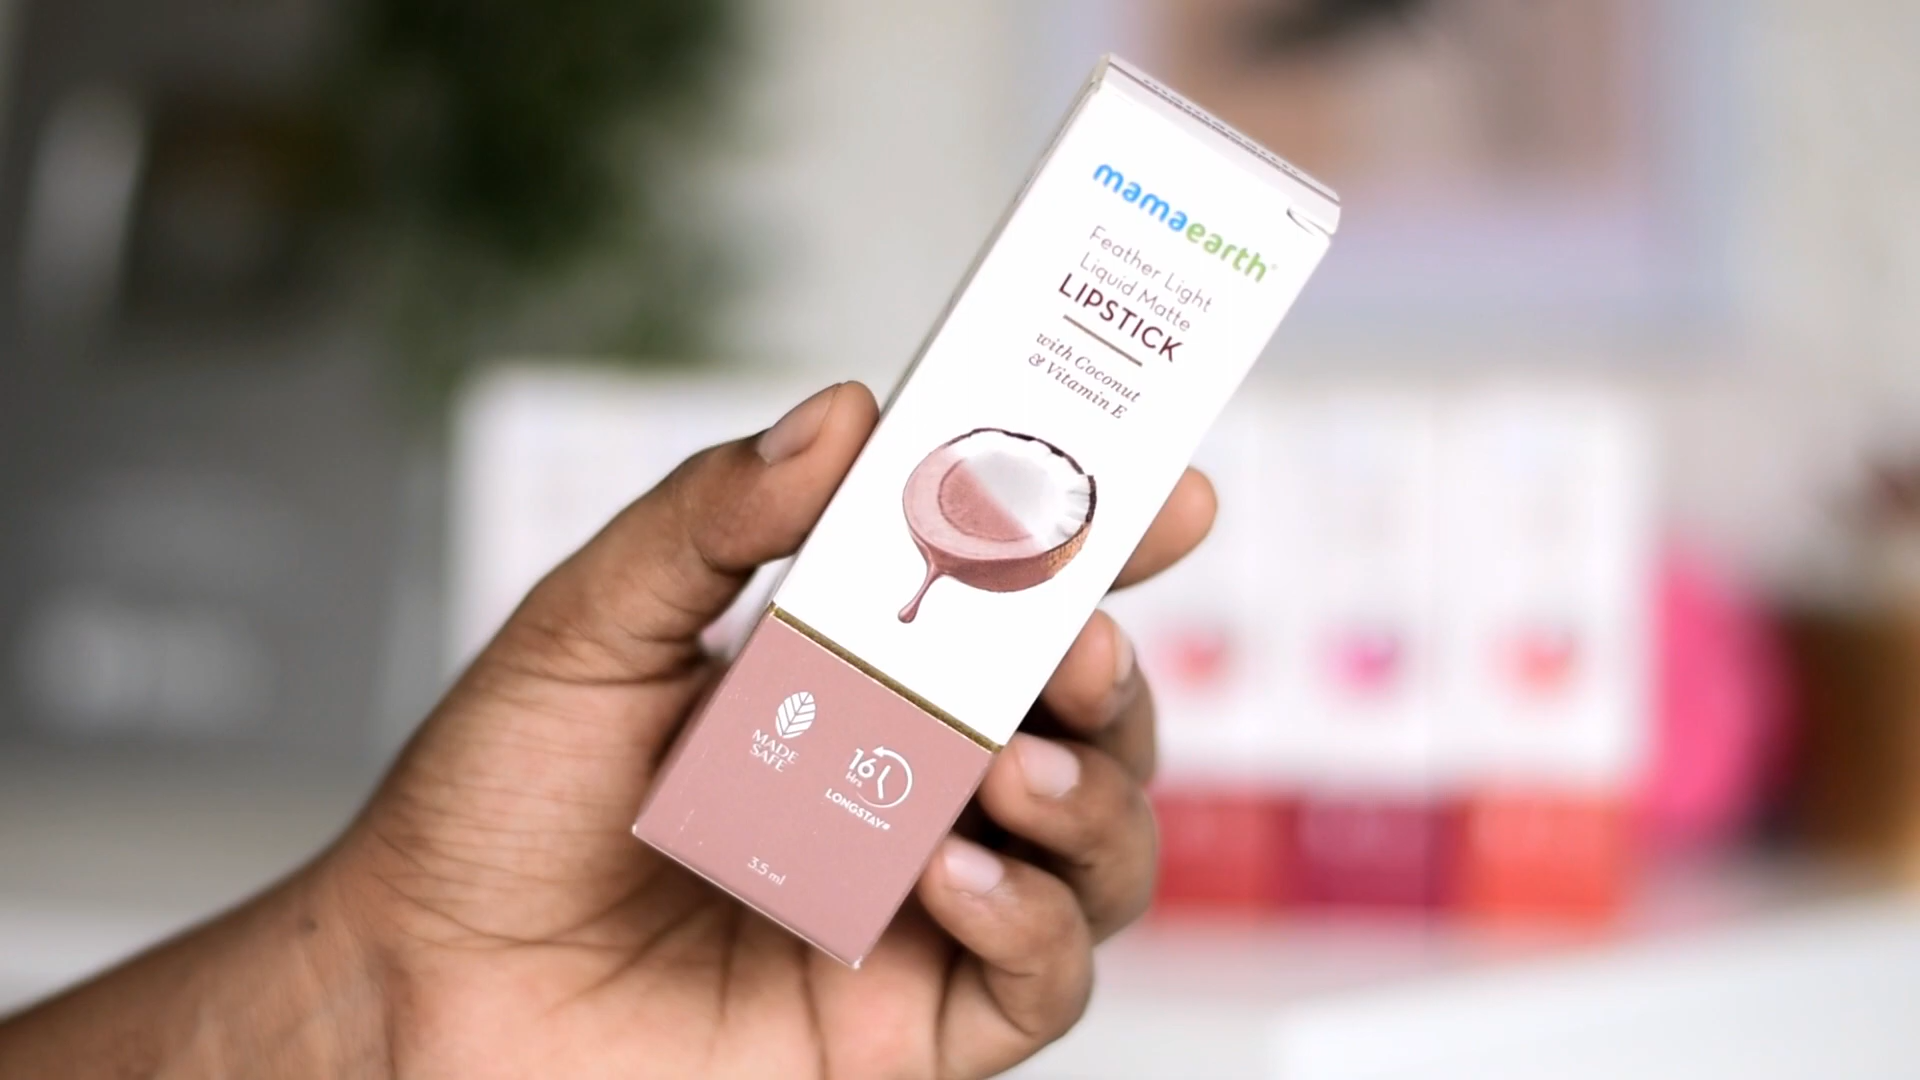 mamaearth®
Feather Light
Liquid Matte
LIPSTICK
with Coconut
& Vitamin E
MADE
SAFE
16
Hrs
LONGSTAY#
3.5 ml